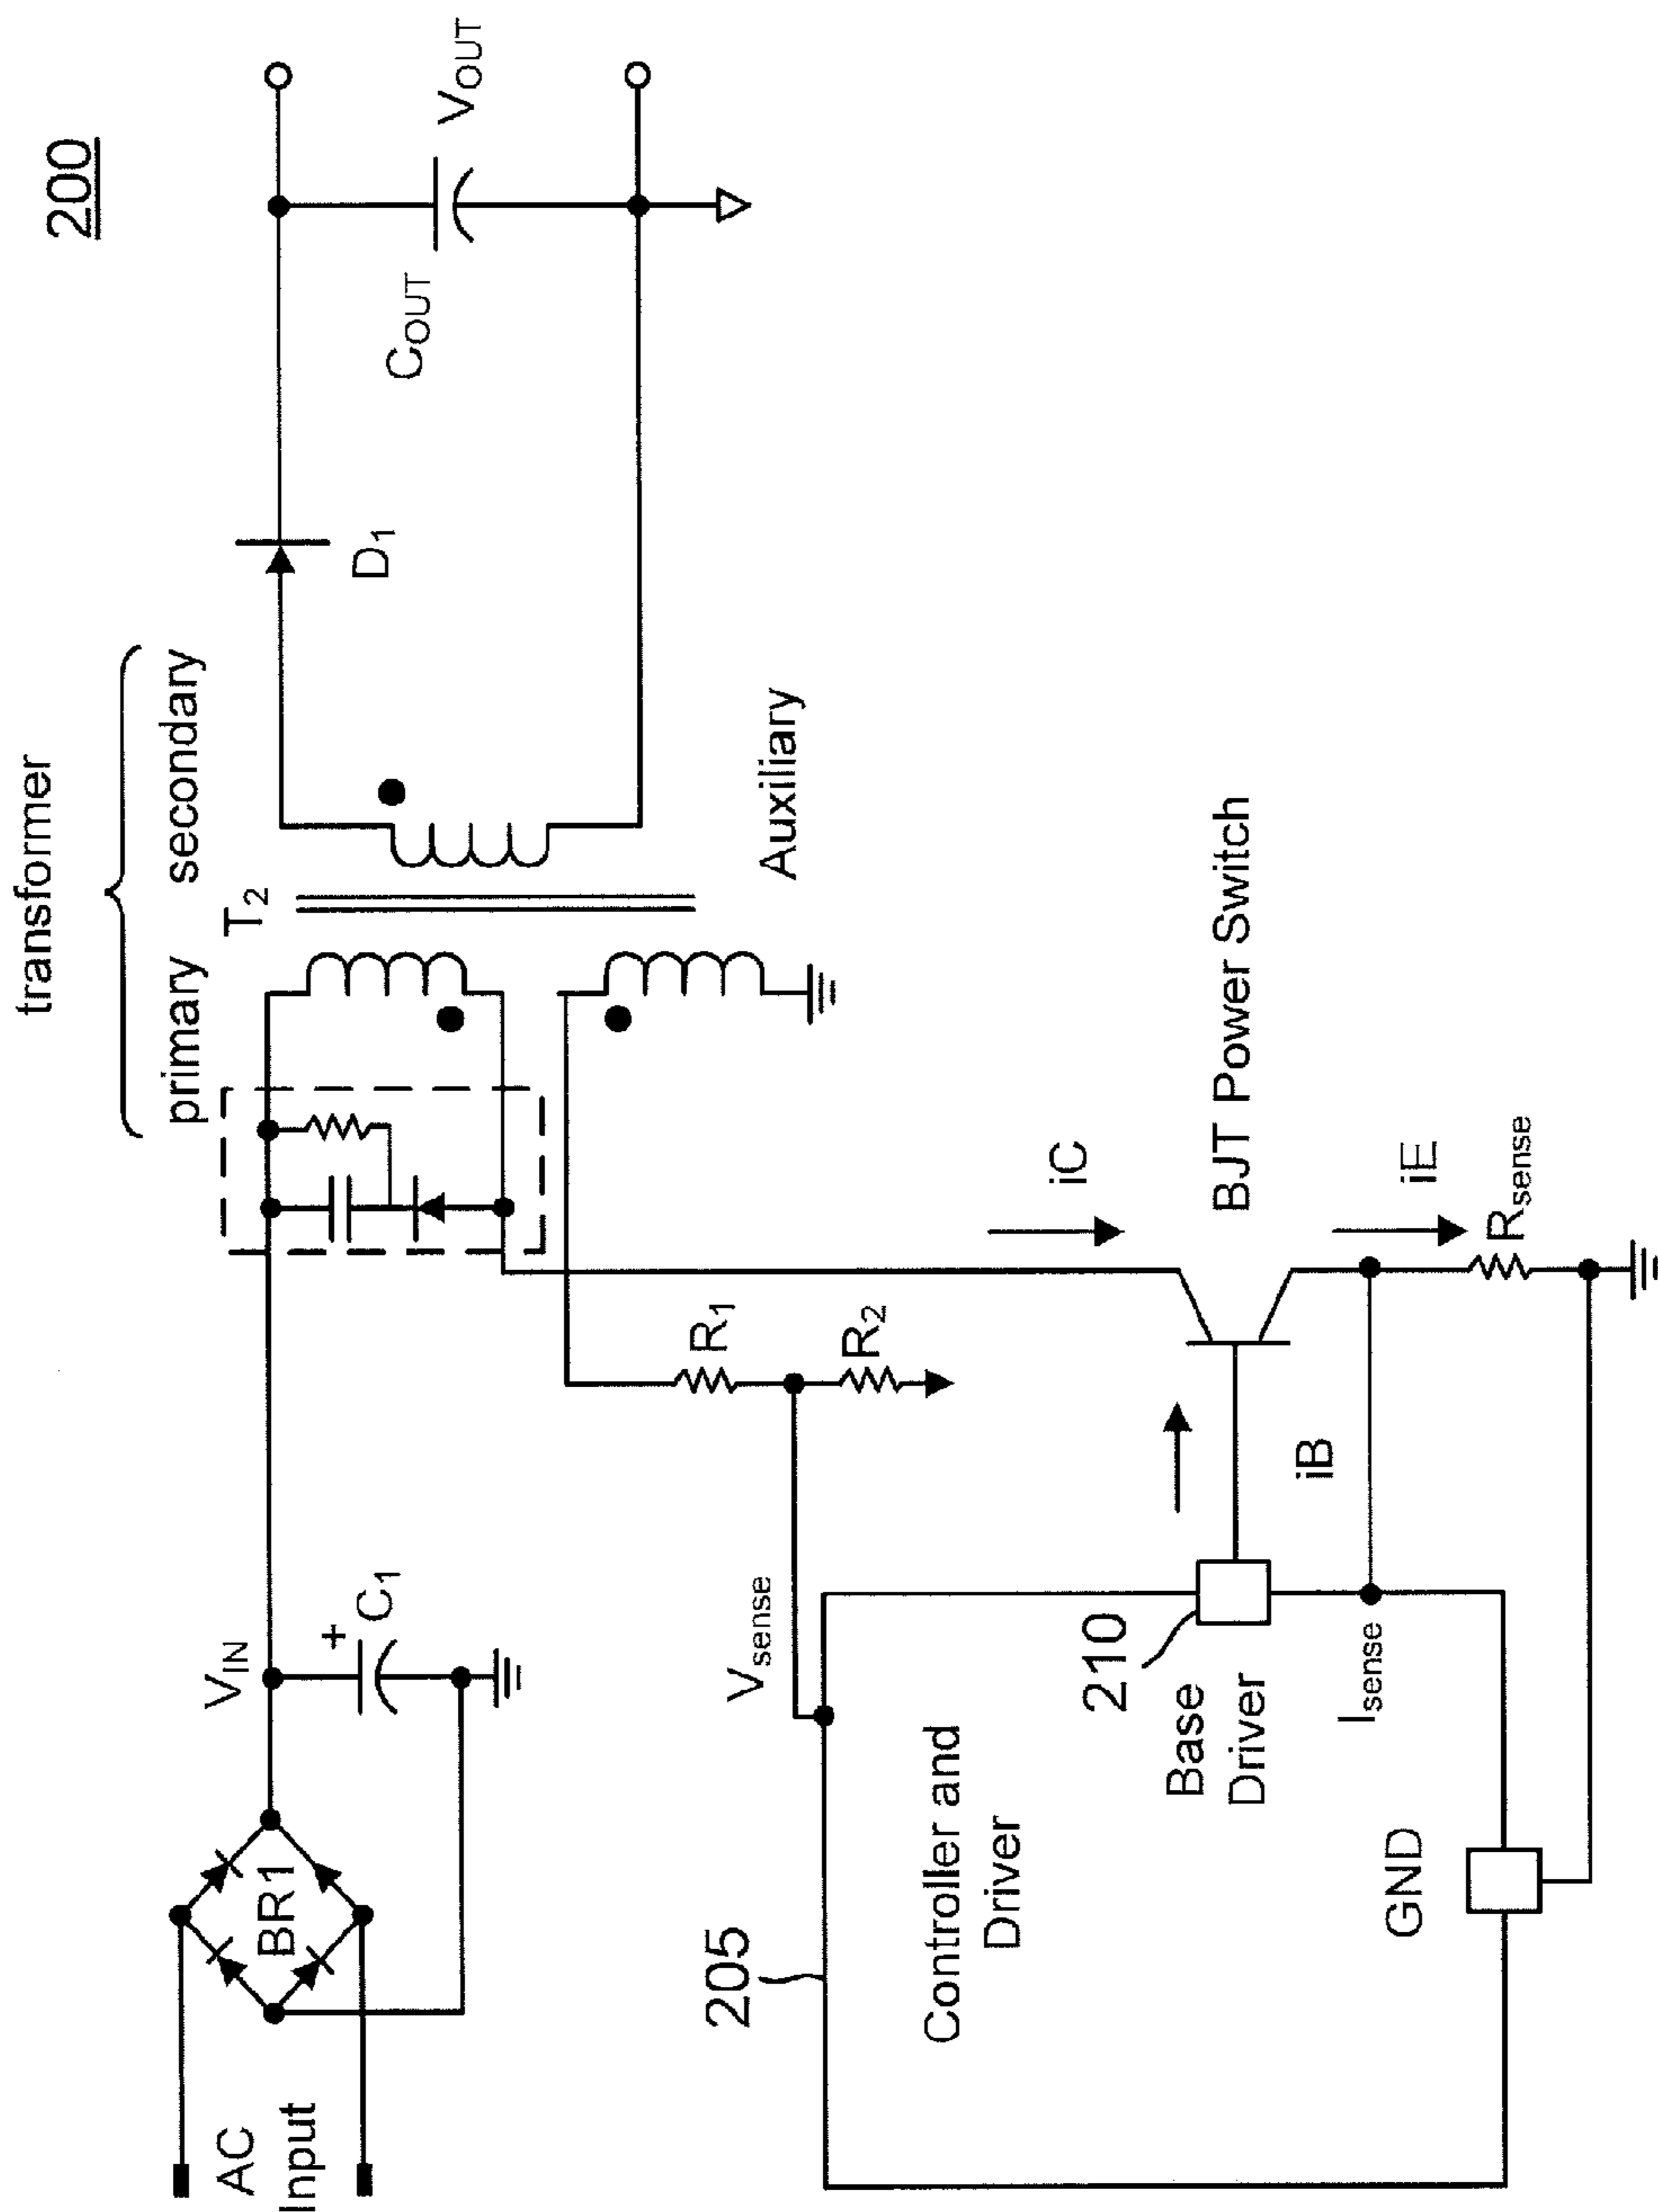 200
transformer
primary secondary
T2
VIN
+
C1
BR1
AC
Input
D1
COUT
VOUT
Auxiliary
R1
R2
Vsense
iC
BJT Power Switch
iB
iE
Rsense
205
Controller and
Driver
210
Base
Driver
Isense
GND